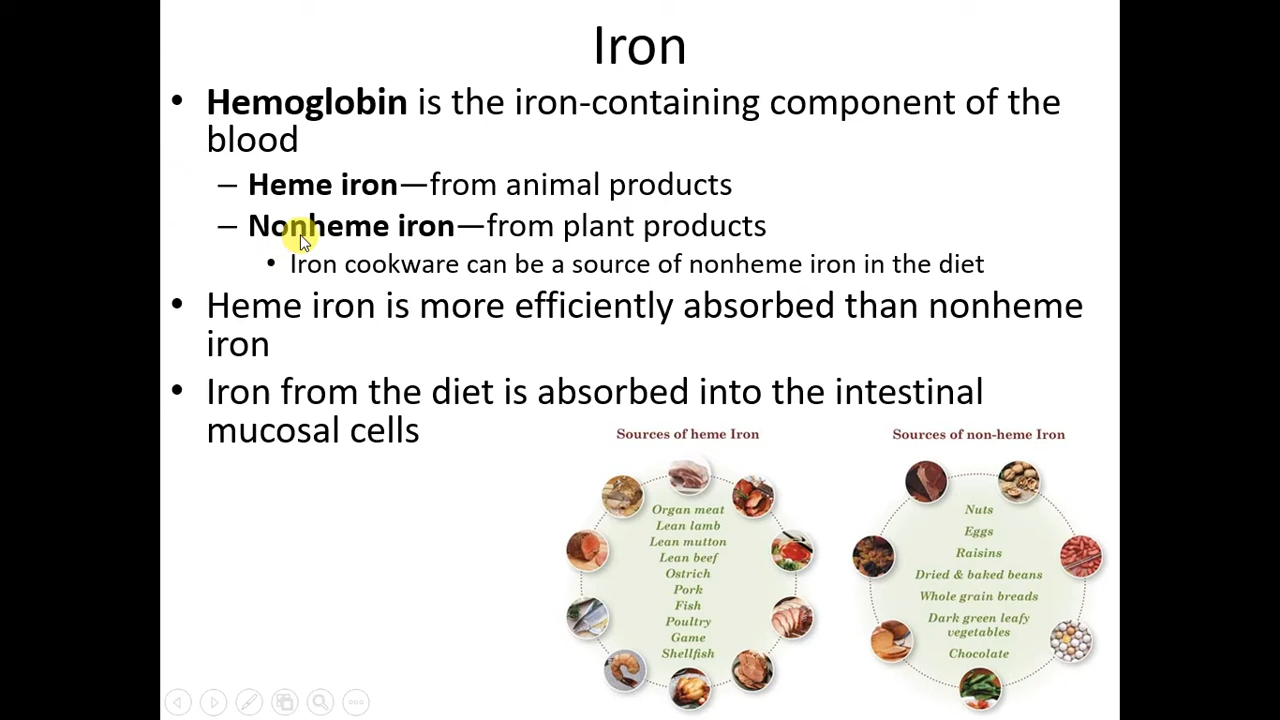 Iron
• Hemoglobin is the iron-containing component of the
blood
– Heme iron—from animal products
– Nonheme iron—from plant products
• Iron cookware can be a source of nonheme iron in the diet
• Heme iron is more efficiently absorbed than nonheme
iron
• Iron from the diet is absorbed into the intestinal
mucosal cells
Sources of heme Iron
Organ meat
Lean lamb
Lean mutton
Lean beef
Ostrich
Pork
Fish
Poultry
Game
Shellfish
Sources of non-heme Iron
Nuts
Eggs
Raisins
Dried & baked beans
Whole grain breads
Dark green leafy
vegetables
Chocolate